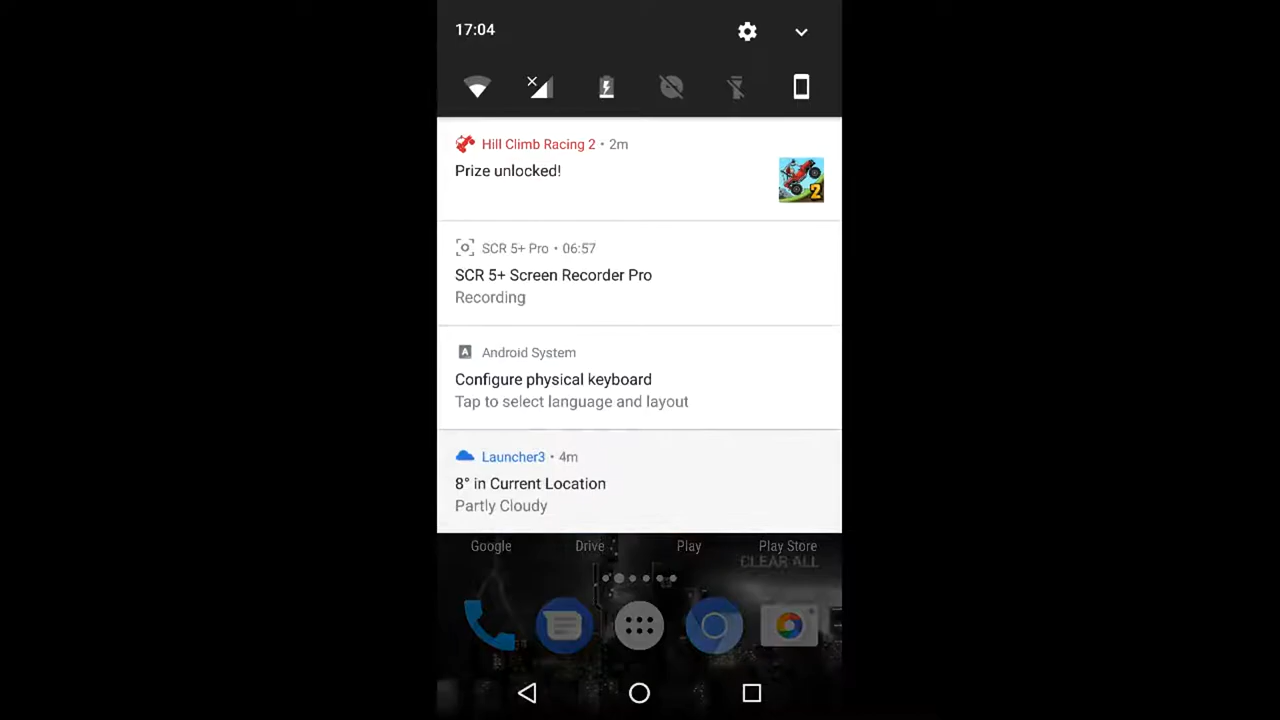 17:04
Hill Climb Racing 2 • 2m
Prize unlocked!
2
SCR 5+ Pro • 06:57
SCR 5+ Screen Recorder Pro
Recording
A Android System
Configure physical keyboard
Tap to select language and layout
Launcher3 • 4m
8° in Current Location
Partly Cloudy
Google Drive Play Play Store
CLEAR ALL